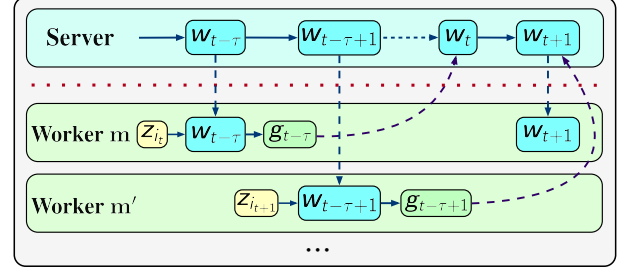 Server w_{t−τ} w_{t−τ+1} w_t w_{t+1}
Worker m z_{i_t} w_{t−τ} g_{t−τ} w_{t+1}
Worker m′ z_{i_{t+1}} w_{t−τ+1} g_{t−τ+1}
...